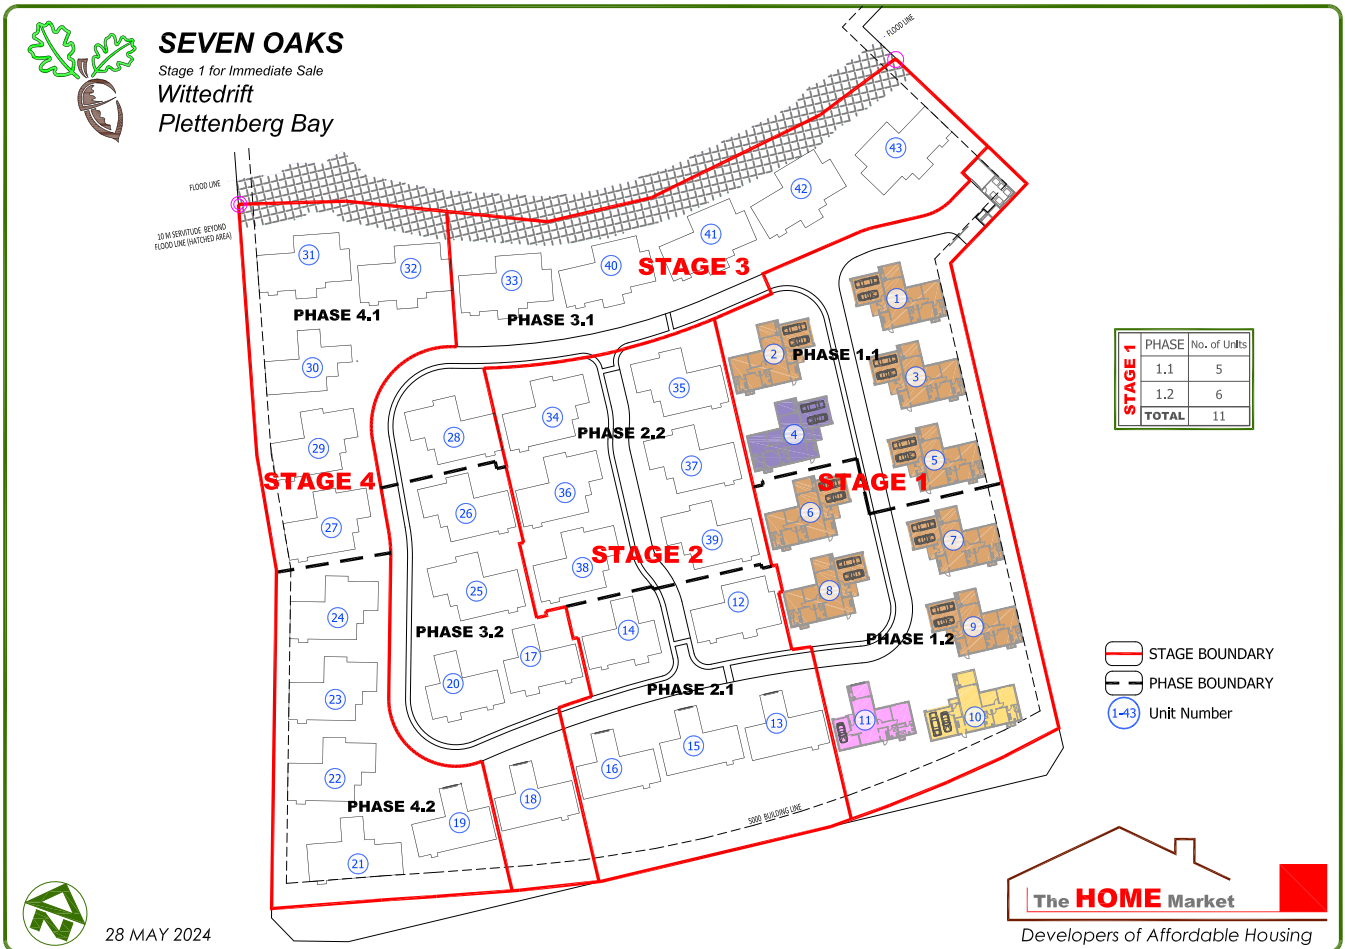 SEVEN OAKS
Stage 1 for Immediate Sale
Wittedrift
Plettenberg Bay
FLOOD LINE
FLOOD LINE
10 M SERVITUDE BEYOND
FLOOD LINE (HATCHED AREA)
43
42
41
40
33
32
31
STAGE 3
PHASE 4.1
PHASE 3.1
1
2
PHASE 1.1
3
30
35
34
28
29
PHASE 2.2
4
5
37
36
STAGE 4
STAGE 1
26
27
6
7
39
38
STAGE 2
25
24
12
8
9
14
PHASE 3.2
PHASE 1.2
17
20
23
PHASE 2.1
13
11
10
15
16
22
18
19
PHASE 4.2
21
5000 BUILDING LINE
STAGE 1
PHASE No. of Units
1.1 5
1.2 6
TOTAL 11
STAGE BOUNDARY
PHASE BOUNDARY
1-43 Unit Number
N
28 MAY 2024
The HOME Market
Developers of Affordable Housing